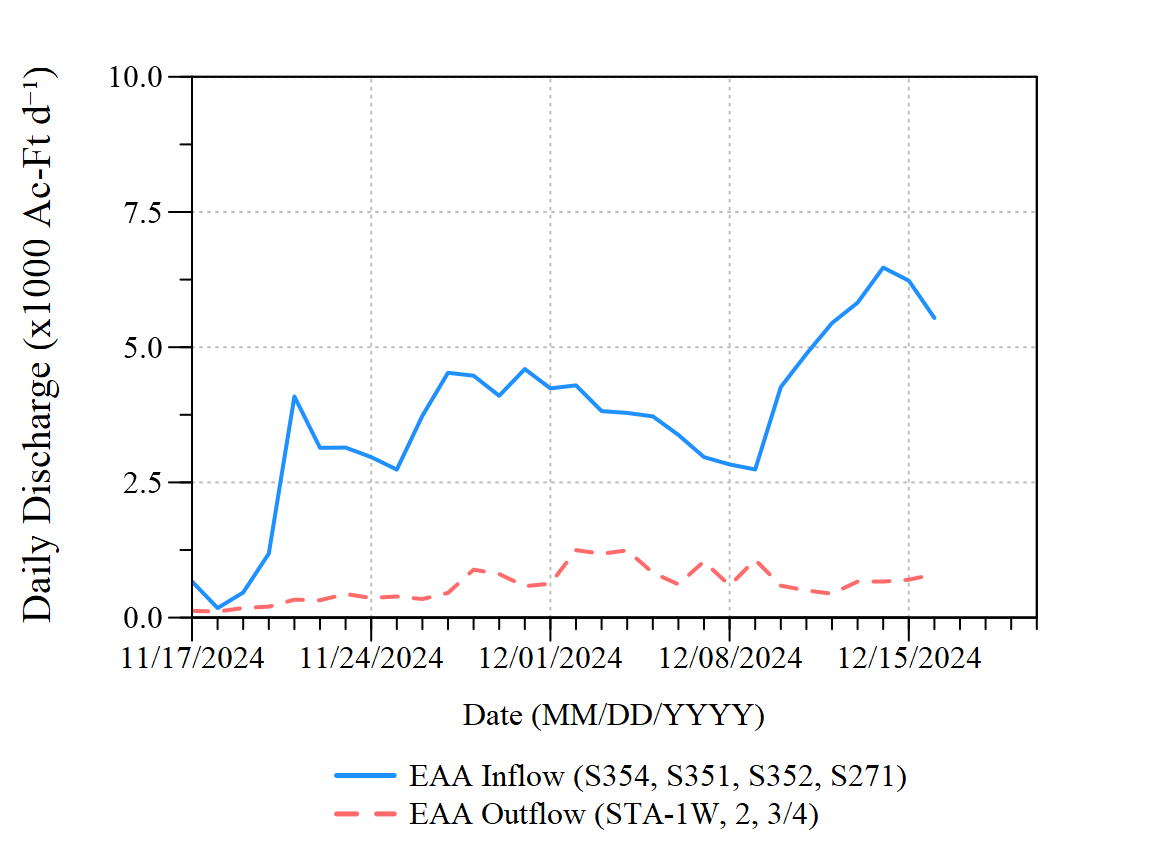 Daily Discharge (x1000 Ac-Ft d⁻¹)
10.0
7.5
5.0
2.5
0.0
11/17/2024 11/24/2024 12/01/2024 12/08/2024 12/15/2024
Date (MM/DD/YYYY)
EAA Inflow (S354, S351, S352, S271)
EAA Outflow (STA-1W, 2, 3/4)